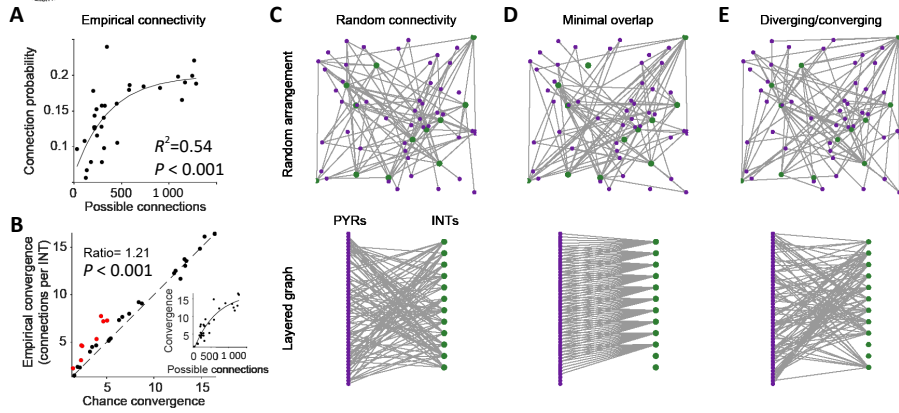 A
Empirical connectivity
Connection probability
0.2
0.15
0.1
R²=0.54
P < 0.001
0
500
1 000
Possible connections
B
Empirical convergence
(connections per INT)
15
10
5
Ratio= 1.21
P < 0.001
5
10
15
Chance convergence
Convergence
15
10
5
0
500
1 000
Possible connections
C
Random connectivity
D
Minimal overlap
E
Diverging/converging
Random arrangement
PYRs
INTs
Layered graph